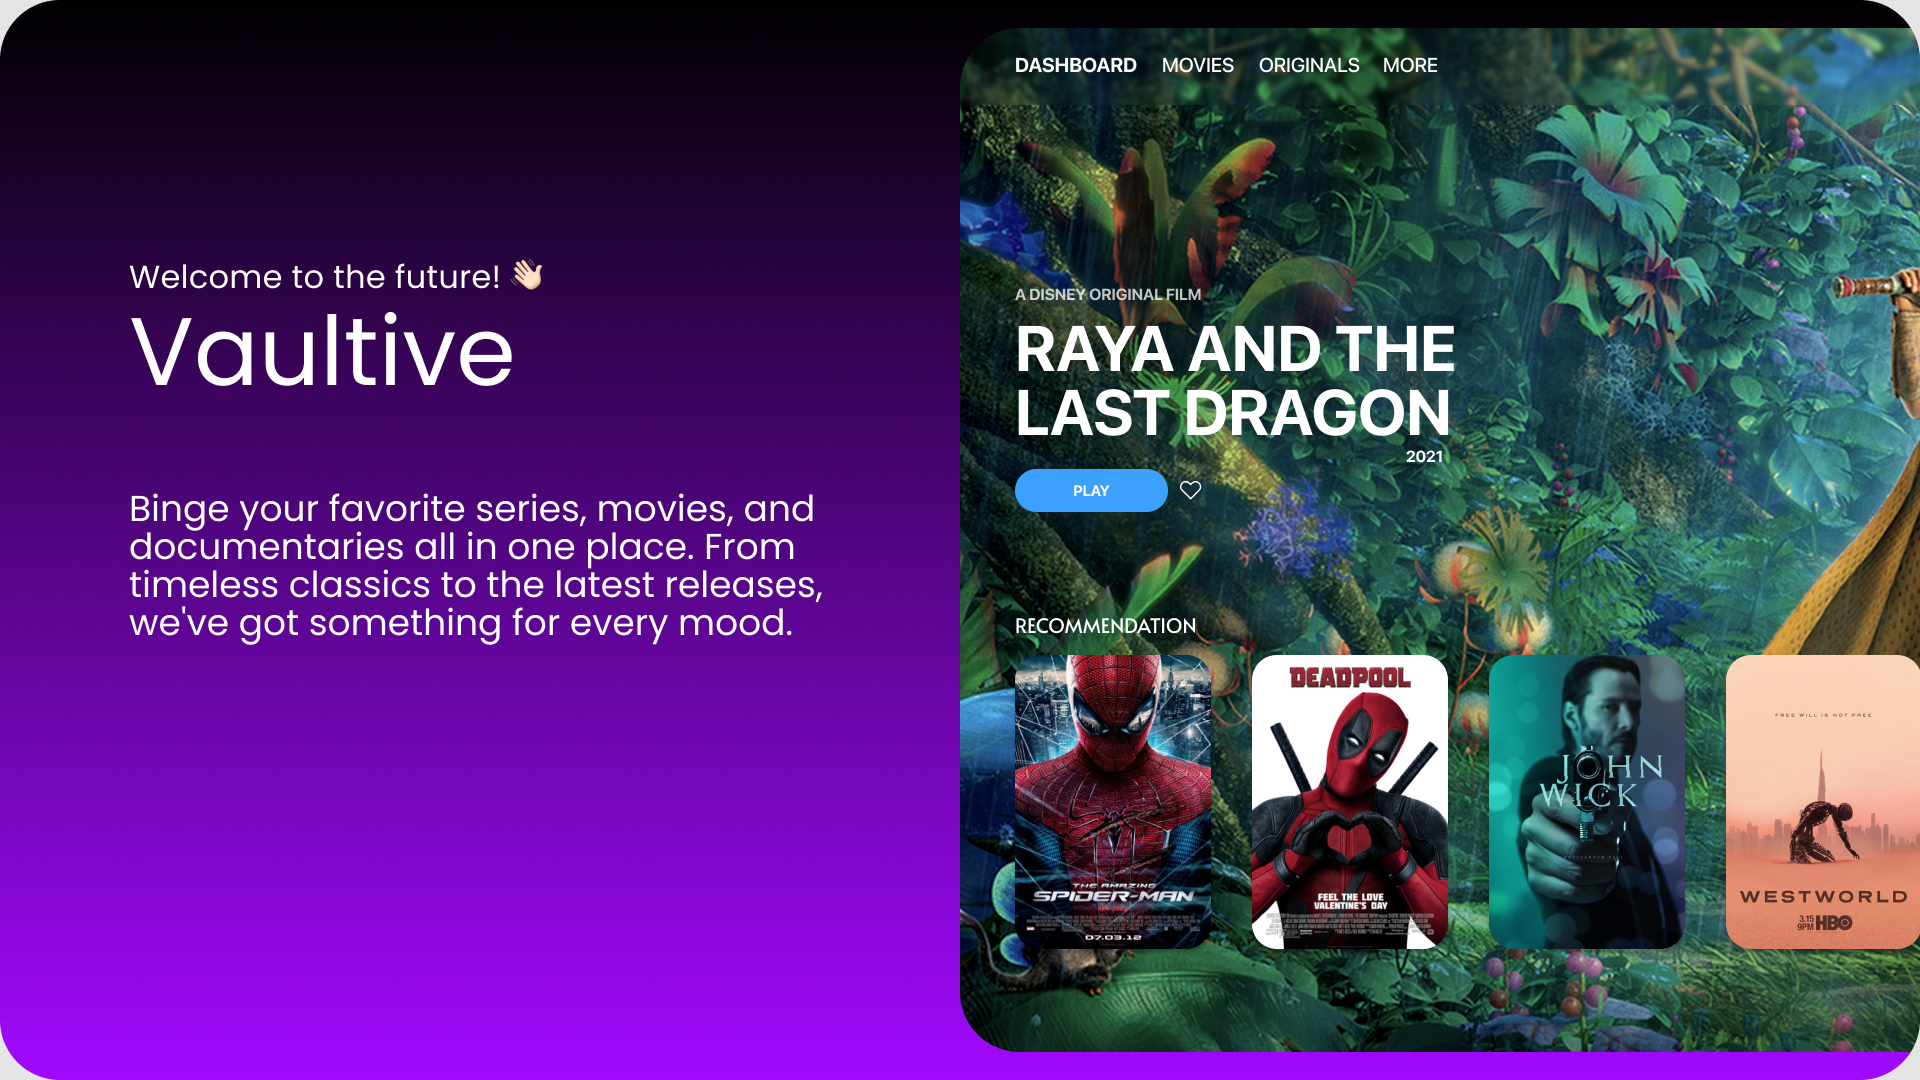 Welcome to the future! 👋🏻
Vaultive
Binge your favorite series, movies, and
documentaries all in one place. From
timeless classics to the latest releases,
we've got something for every mood.
DASHBOARD MOVIES ORIGINALS MORE
A DISNEY ORIGINAL FILM
RAYA AND THE
LAST DRAGON
2021
PLAY
RECOMMENDATION
THE AMAZING
SPIDER-MAN
07.03.12
DEADPOOL
FEEL THE LOVE
VALENTINE'S DAY
JOHN
WICK
FREE WILL IS NOT FREE
WESTWORLD
3.15
9PM HBO